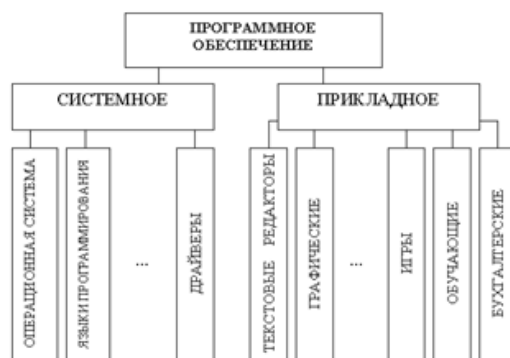 ПРОГРАММНОЕ
ОБЕСПЕЧЕНИЕ
СИСТЕМНОЕ
ПРИКЛАДНОЕ
ОПЕРАЦИОННАЯ СИСТЕМА
ЯЗЫКИ ПРОГРАММИРОВАНИЯ
...
ДРАЙВЕРЫ
ТЕКСТОВЫЕ РЕДАКТОРЫ
ГРАФИЧЕСКИЕ
...
ИГРЫ
ОБУЧАЮЩИЕ
БУХГАЛТЕРСКИЕ